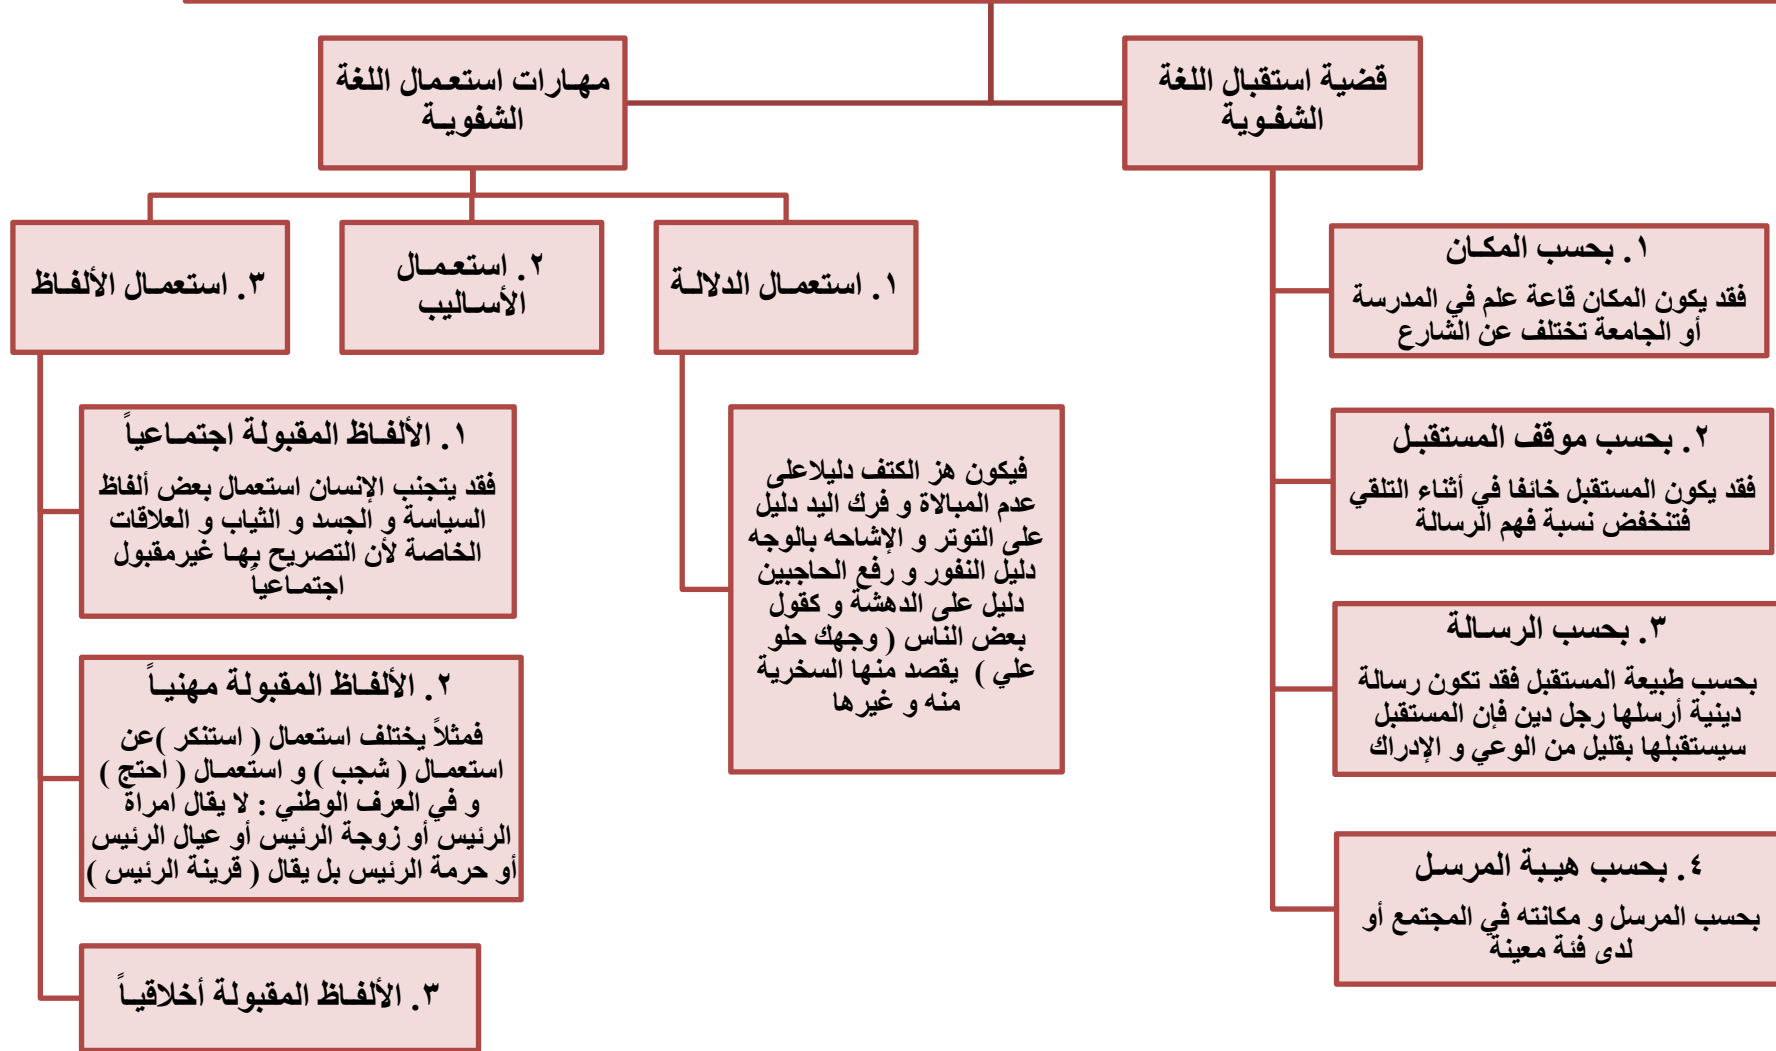 قضية استقبال اللغة
الشفوية
١. بحسب المكان
فقد يكون المكان قاعة علم في المدرسة
أو الجامعة تختلف عن الشارع
٢. بحسب موقف المستقبل
فقد يكون المستقبل خائفا في أثناء التلقي
فتنخفض نسبة فهم الرسالة
٣. بحسب الرسالة
بحسب طبيعة المستقبل فقد تكون رسالة
دينية أرسلها رجل دين فإن المستقبل
سيستقبلها بقليل من الوعي و الإدراك
٤. بحسب هيبة المرسل
بحسب المرسل و مكانته في المجتمع أو
لدى فئة معينة
مهارات استعمال اللغة
الشفوية
١. استعمال الدلالة
فيكون هز الكتف دليلاعلى
عدم المبالاة و فرك اليد دليل
على التوتر و الإشاحه بالوجه
دليل النفور و رفع الحاجبين
دليل على الدهشة و كقول
بعض الناس ( وجهك حلو
علي ) يقصد منها السخرية
منه و غيرها
٢. استعمال
الأساليب
٣. استعمال الألفاظ
١. الألفاظ المقبولة اجتماعياً
فقد يتجنب الإنسان استعمال بعض ألفاظ
السياسة و الجسد و الثياب و العلاقات
الخاصة لأن التصريح بها غيرمقبول
اجتماعياً
٢. الألفاظ المقبولة مهنياً
فمثلاً يختلف استعمال ( استنكر )عن
استعمال ( شجب ) و استعمال ( احتج )
و في العرف الوطني : لا يقال امراة
الرئيس أو زوجة الرئيس أو عيال الرئيس
أو حرمة الرئيس بل يقال ( قرينة الرئيس )
٣. الألفاظ المقبولة أخلاقياً